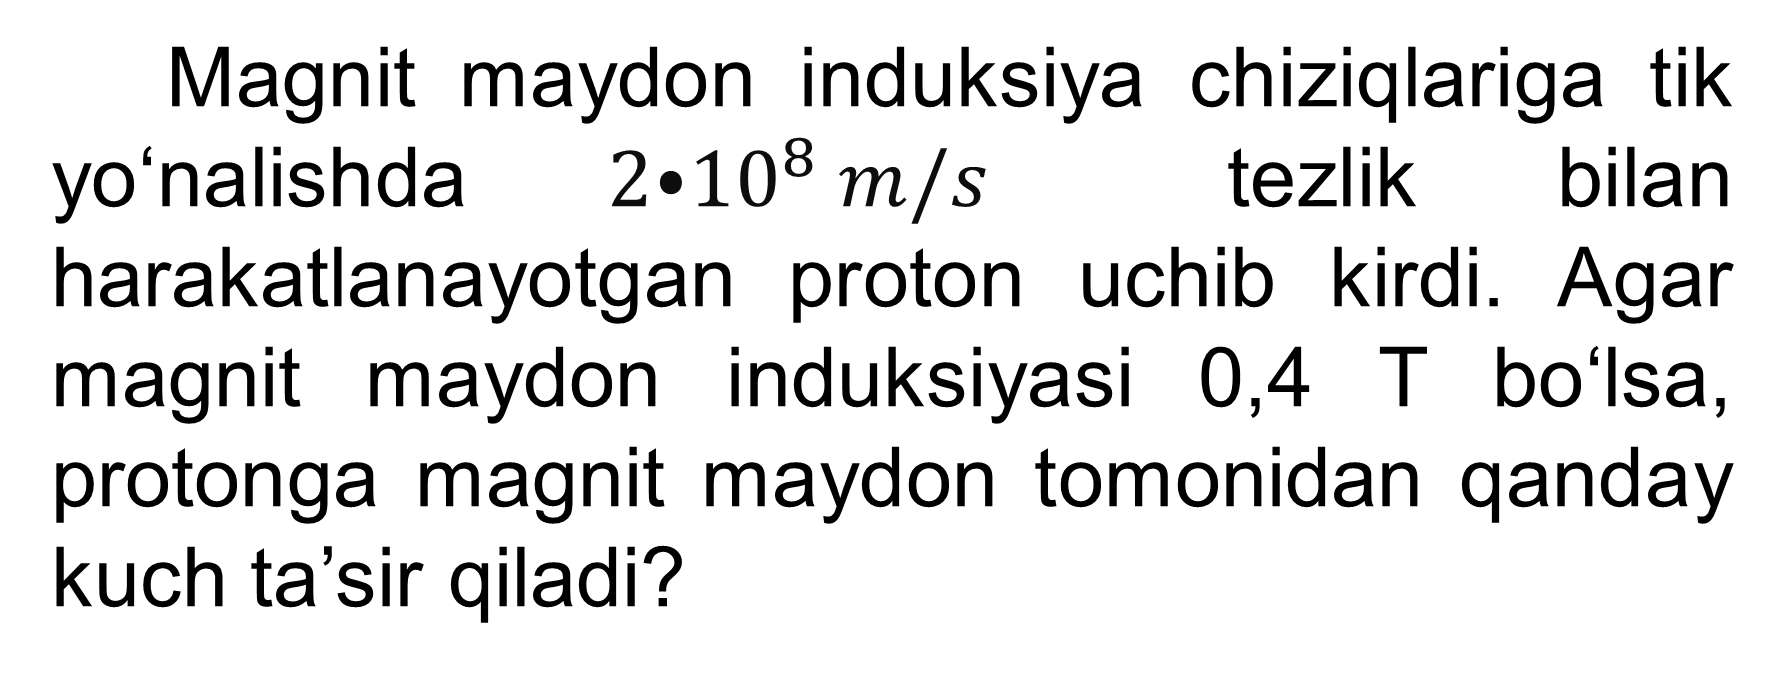 Magnit maydon induksiya chiziqlariga tik
yo‘nalishda 2•10⁸ m/s tezlik bilan
harakatlanayotgan proton uchib kirdi. Agar
magnit maydon induksiyasi 0,4 T bo‘lsa,
protonga magnit maydon tomonidan qanday
kuch ta’sir qiladi?